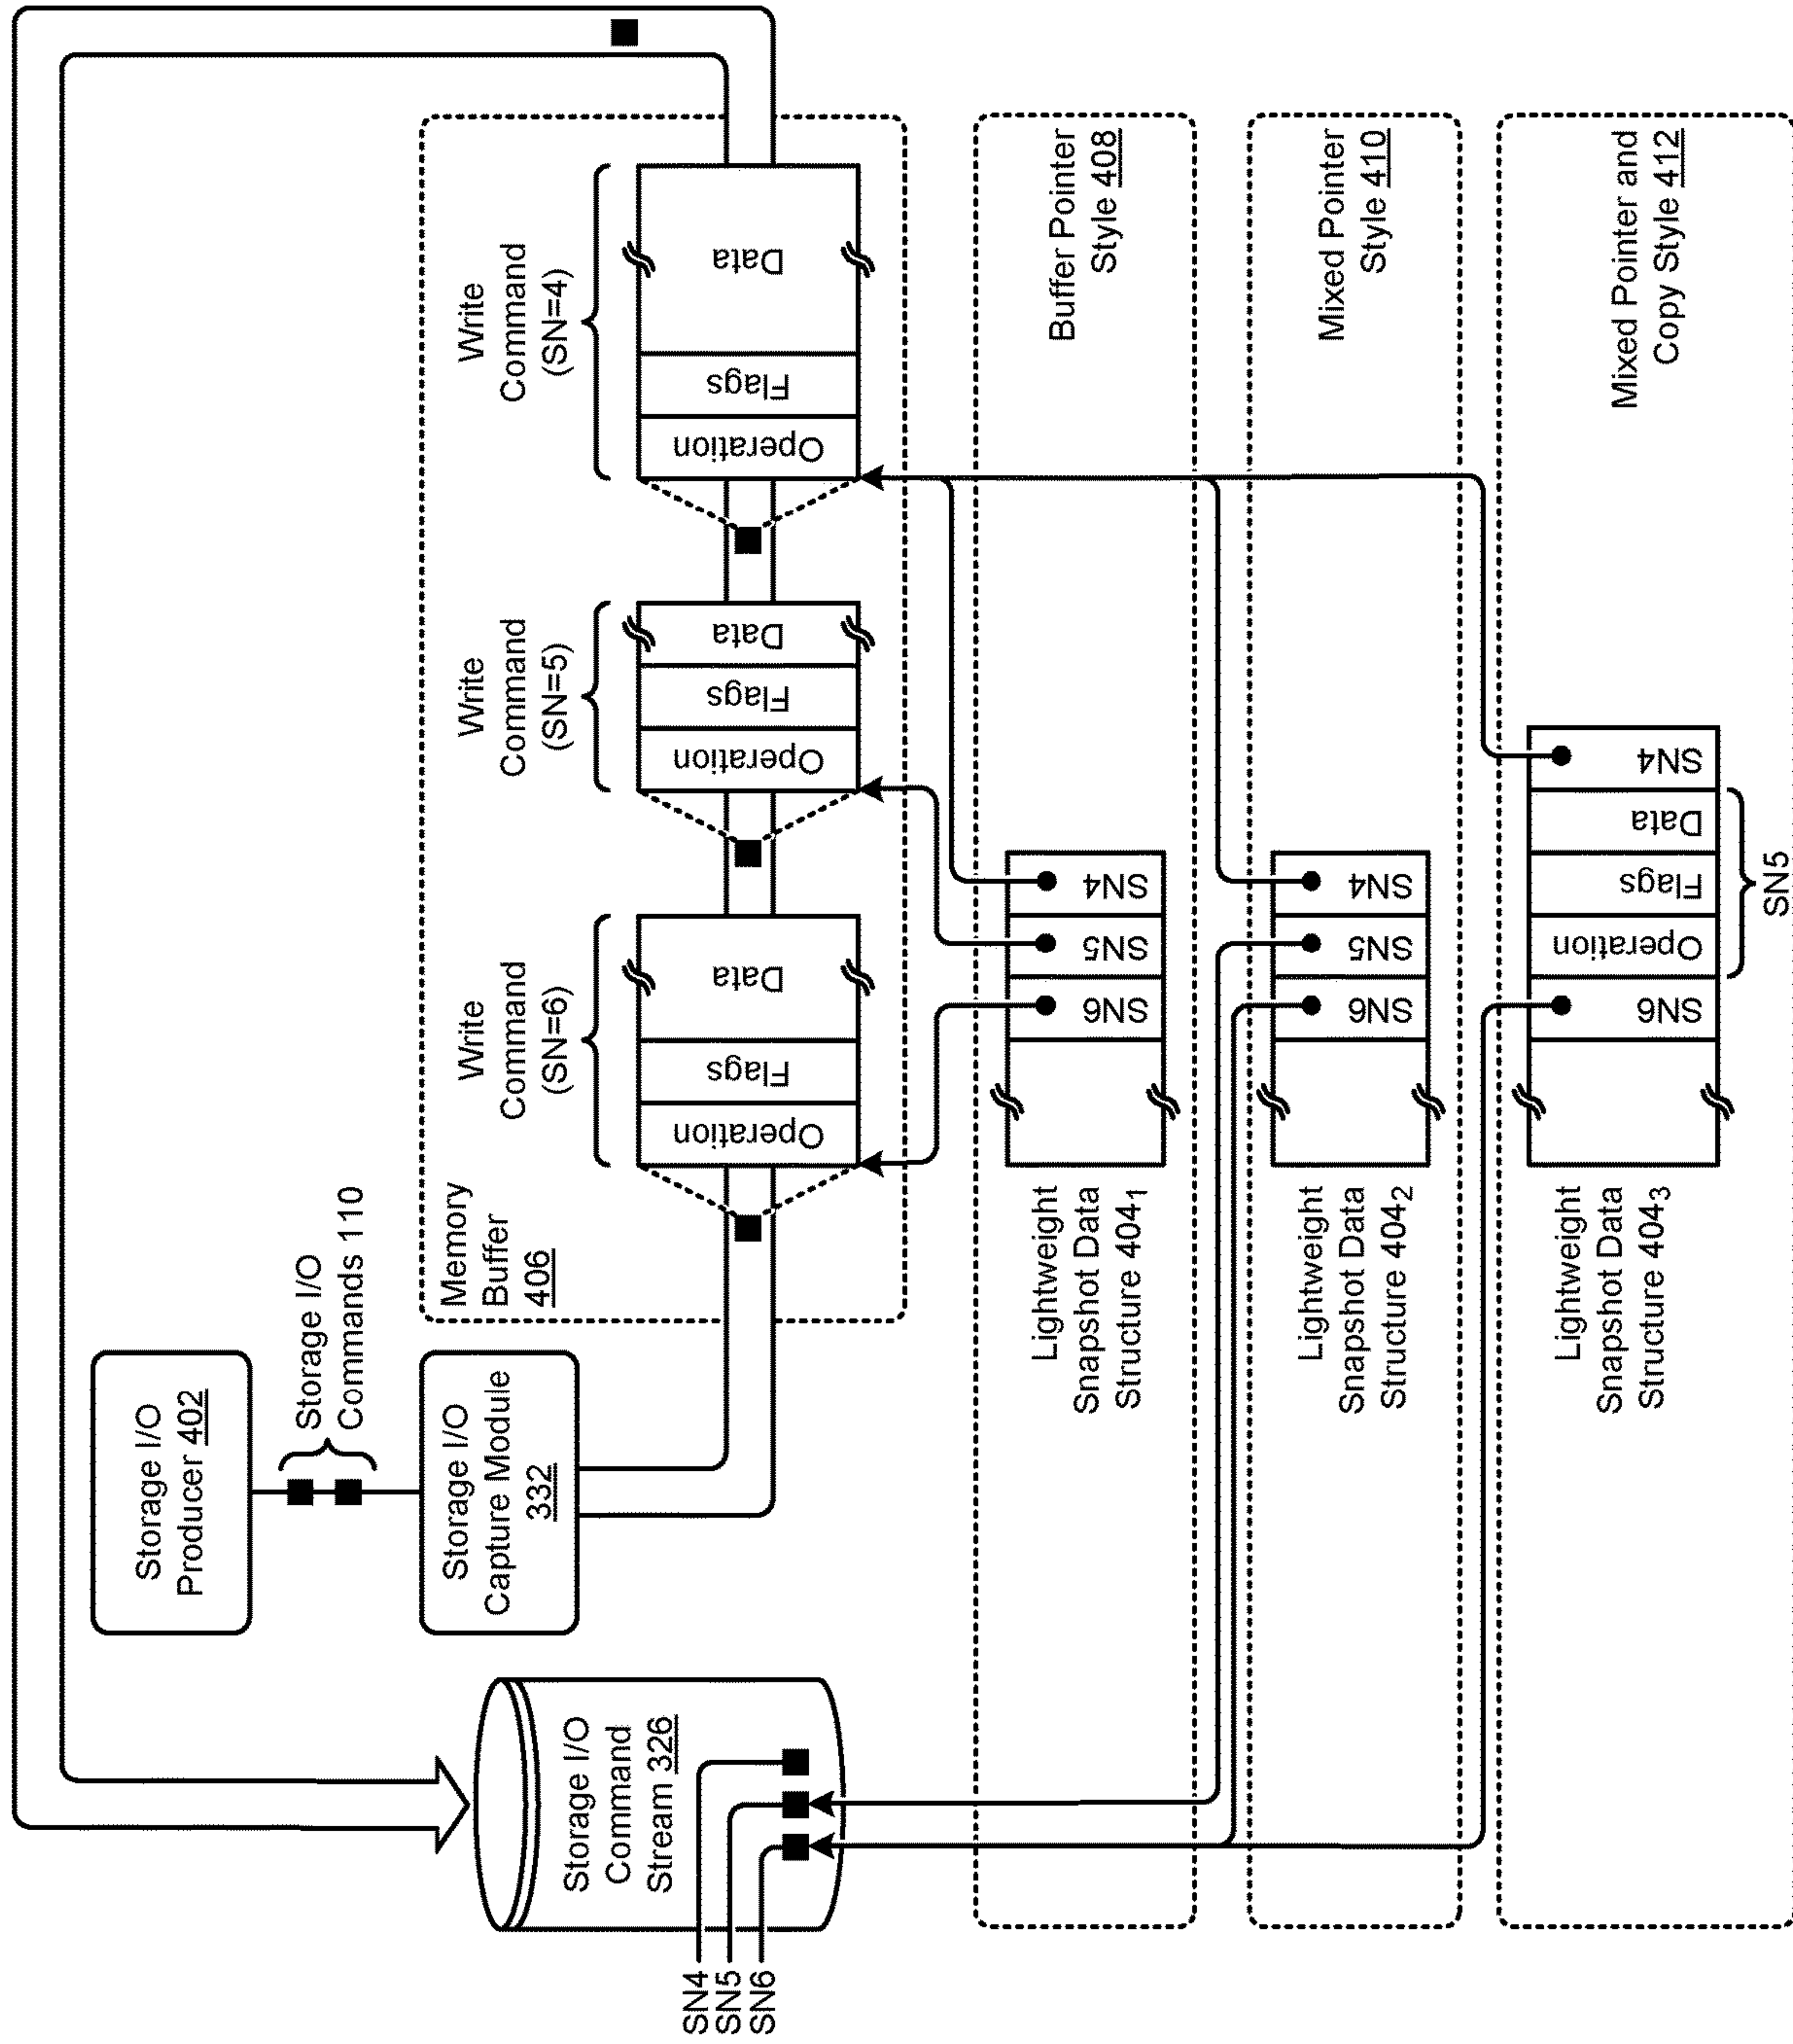 Storage I/O
Producer 402
Storage I/O
Commands 110
Storage I/O
Capture Module
332
Storage I/O
Command
Stream 326
SN4
SN5
SN6
Memory
Buffer
406
Write
Command
(SN=6)
Operation
Flags
Data
Write
Command
(SN=5)
Operation
Flags
Data
Write
Command
(SN=4)
Operation
Flags
Data
Lightweight
Snapshot Data
Structure 404₁
SN6
SN5
SN4
Buffer Pointer
Style 408
Lightweight
Snapshot Data
Structure 404₂
SN6
SN5
SN4
Mixed Pointer
Style 410
Lightweight
Snapshot Data
Structure 404₃
SN6
Operation
Flags
Data
SN4
SN5
Mixed Pointer and
Copy Style 412